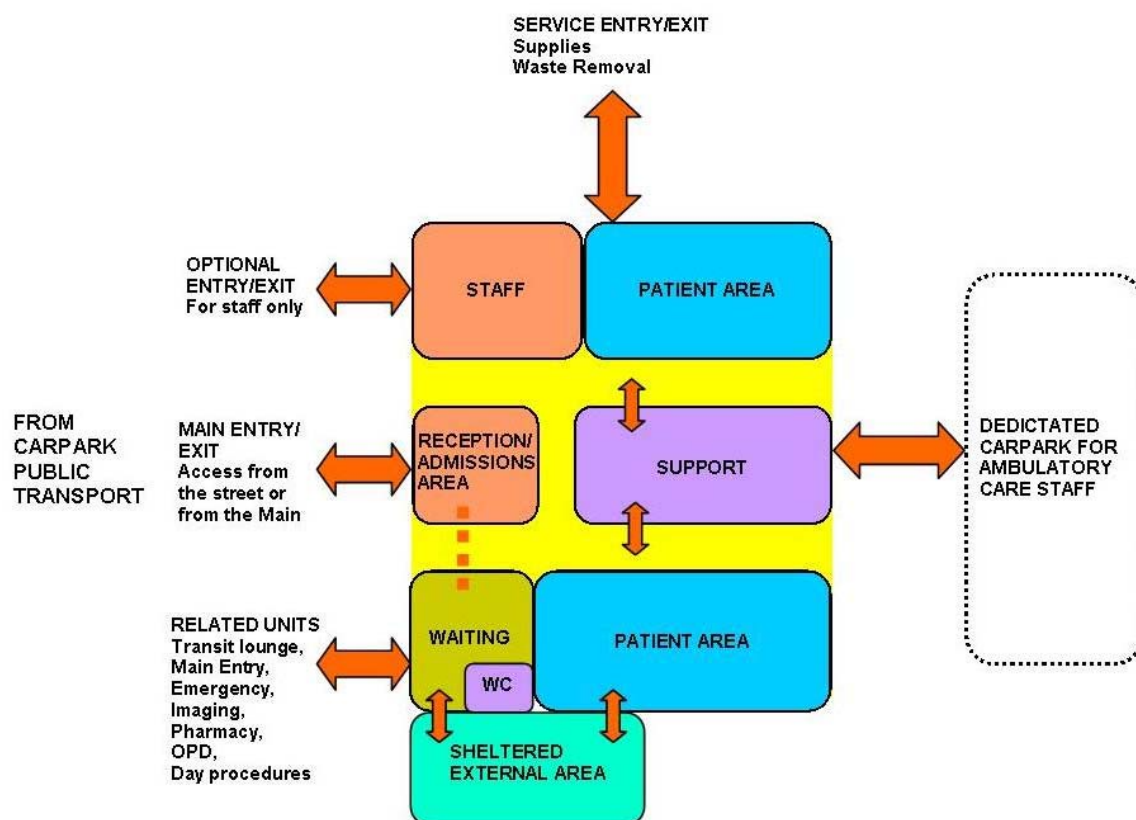 SERVICE ENTRY/EXIT
Supplies
Waste Removal
OPTIONAL
ENTRY/EXIT
For staff only
STAFF
PATIENT AREA
FROM
CARPARK
PUBLIC
TRANSPORT
MAIN ENTRY/
EXIT
Access from
the street or
from the Main
RECEPTION/
ADMISSIONS
AREA
SUPPORT
DEDICTATED
CARPARK FOR
AMBULATORY
CARE STAFF
RELATED UNITS
Transit lounge,
Main Entry,
Emergency,
Imaging,
Pharmacy,
OPD,
Day procedures
WAITING
WC
PATIENT AREA
SHELTERED
EXTERNAL AREA